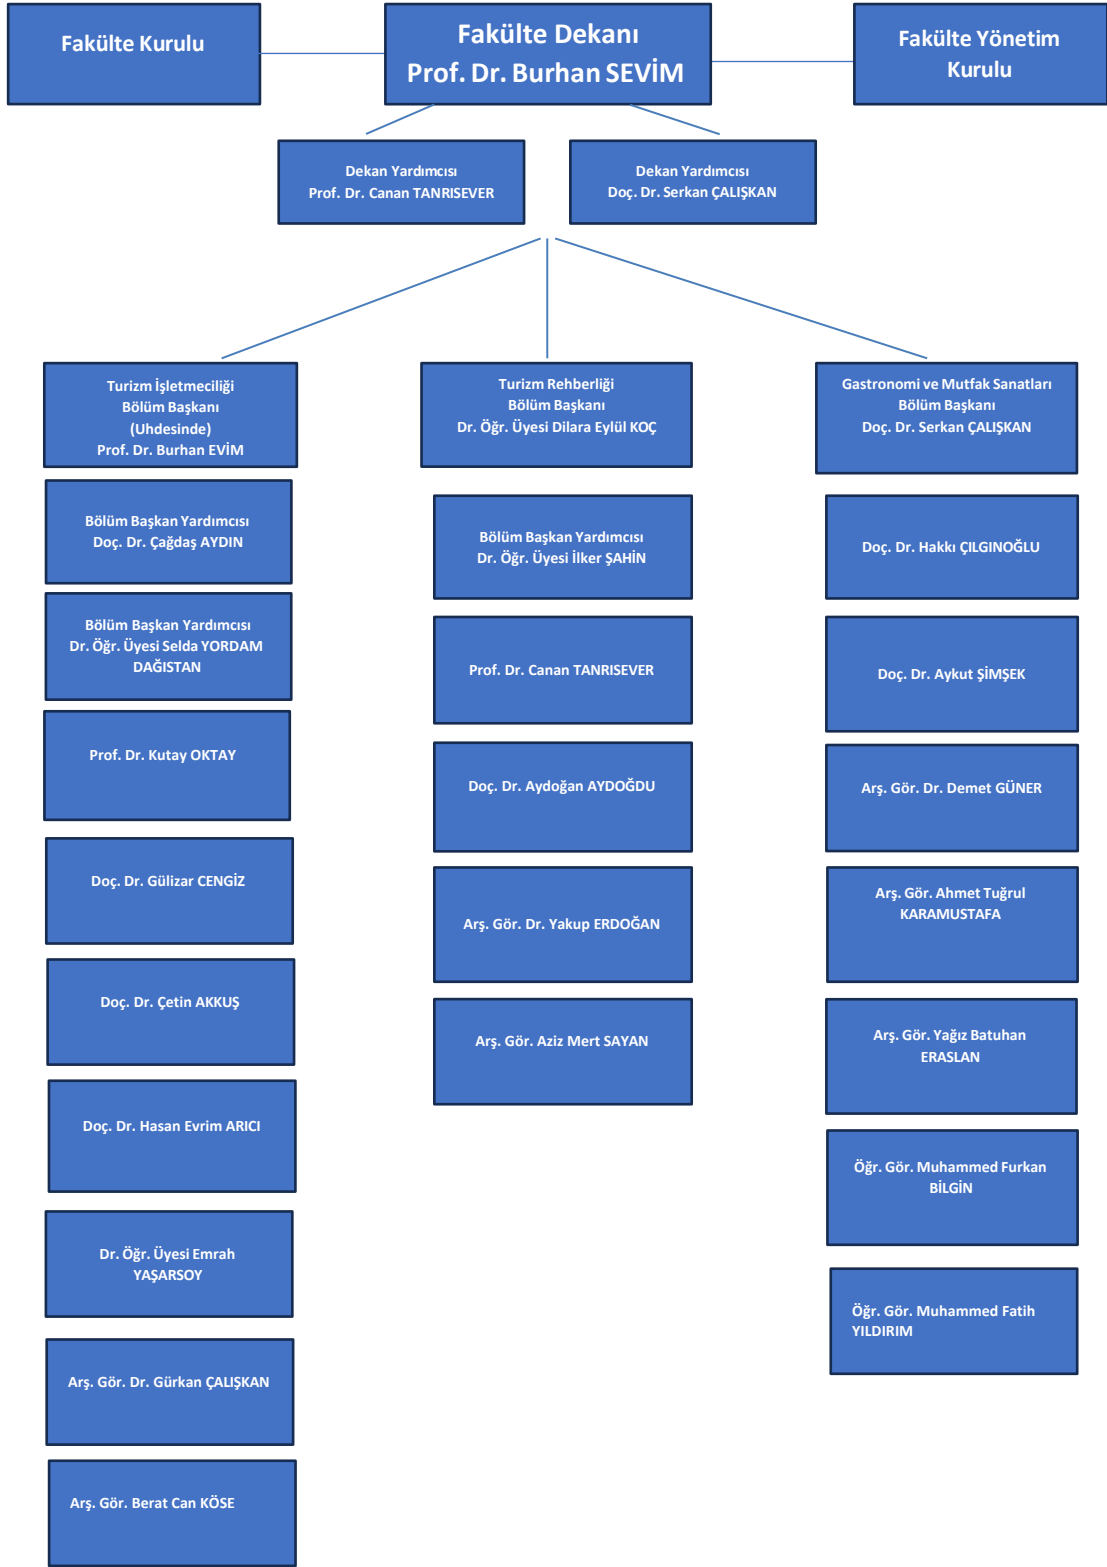 Fakülte Kurulu
Fakülte Dekanı
Prof. Dr. Burhan SEVİM
Fakülte Yönetim
Kurulu
Dekan Yardımcısı
Prof. Dr. Canan TANRISEVER
Dekan Yardımcısı
Doç. Dr. Serkan ÇALIŞKAN
Turizm İşletmeciliği
Bölüm Başkanı
(Uhdesinde)
Prof. Dr. Burhan EVİM
Bölüm Başkan Yardımcısı
Doç. Dr. Çağdaş AYDIN
Bölüm Başkan Yardımcısı
Dr. Öğr. Üyesi Selda YORDAM
DAĞISTAN
Prof. Dr. Kutay OKTAY
Doç. Dr. Gülizar CENGİZ
Doç. Dr. Çetin AKKUŞ
Doç. Dr. Hasan Evrim ARICI
Dr. Öğr. Üyesi Emrah
YAŞARSOY
Arş. Gör. Dr. Gürkan ÇALIŞKAN
Arş. Gör. Berat Can KÖSE
Turizm Rehberliği
Bölüm Başkanı
Dr. Öğr. Üyesi Dilara Eylül KOÇ
Bölüm Başkan Yardımcısı
Dr. Öğr. Üyesi İlker ŞAHİN
Prof. Dr. Canan TANRISEVER
Doç. Dr. Aydoğan AYDOĞDU
Arş. Gör. Dr. Yakup ERDOĞAN
Arş. Gör. Aziz Mert SAYAN
Gastronomi ve Mutfak Sanatları
Bölüm Başkanı
Doç. Dr. Serkan ÇALIŞKAN
Doç. Dr. Hakkı ÇILGINOĞLU
Doç. Dr. Aykut ŞİMŞEK
Arş. Gör. Dr. Demet GÜNER
Arş. Gör. Ahmet Tuğrul
KARAMUSTAFA
Arş. Gör. Yağız Batuhan
ERASLAN
Öğr. Gör. Muhammed Furkan
BİLGİN
Öğr. Gör. Muhammed Fatih
YILDIRIM